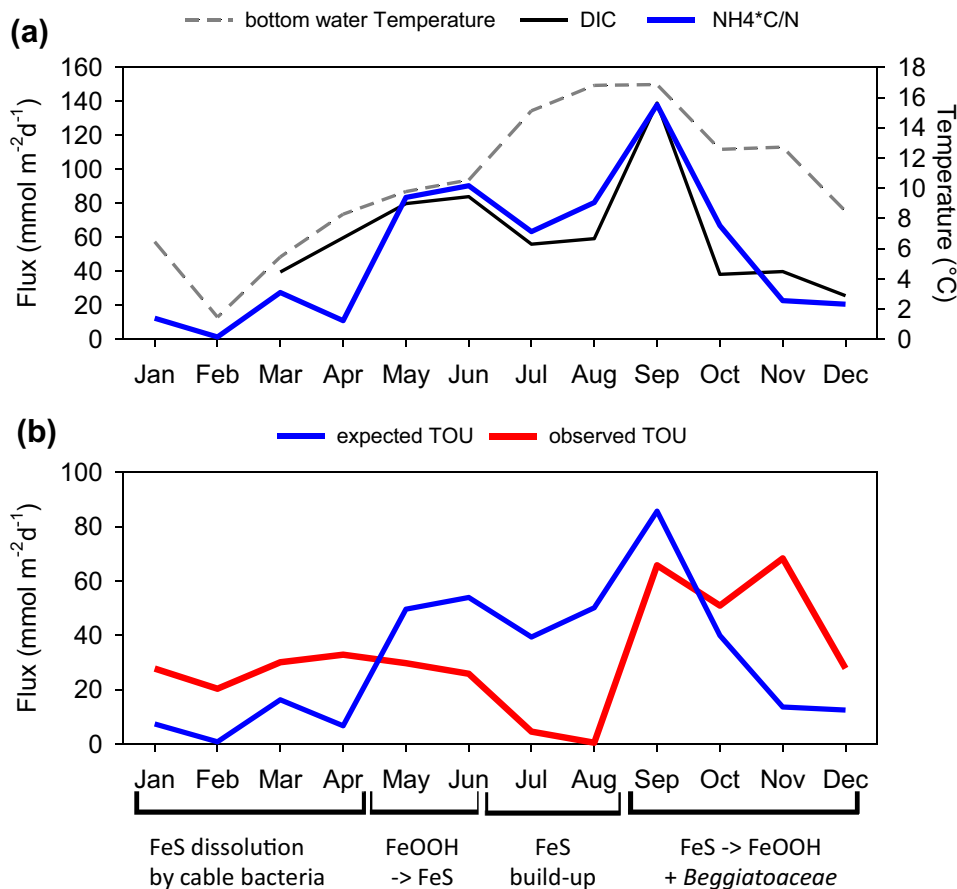 (a)
bottom water Temperature DIC NH4*C/N
Flux (mmol m⁻²d⁻¹)
160
140
120
100
80
60
40
20
0
18
16
14
12
10
8
6
4
2
0
Temperature (°C)
Jan Feb Mar Apr May Jun Jul Aug Sep Oct Nov Dec
(b)
expected TOU observed TOU
Flux (mmol m⁻²d⁻¹)
100
80
60
40
20
0
Jan Feb Mar Apr May Jun Jul Aug Sep Oct Nov Dec
FeS dissolution
by cable bacteria
FeOOH
-> FeS
FeS
build-up
FeS -> FeOOH
+ Beggiatoaceae